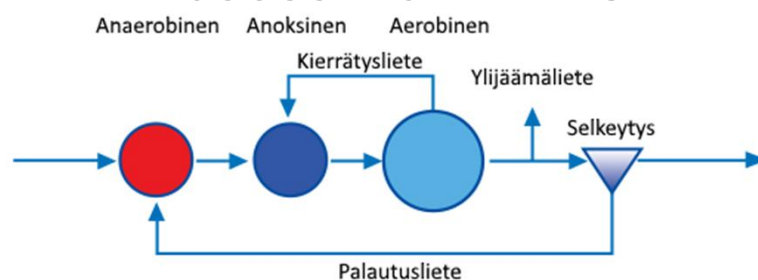 Anaerobinen Anoksinen Aerobinen
Kierrätysliete
Ylijäämäliete
Selkeytys
Palautusliete